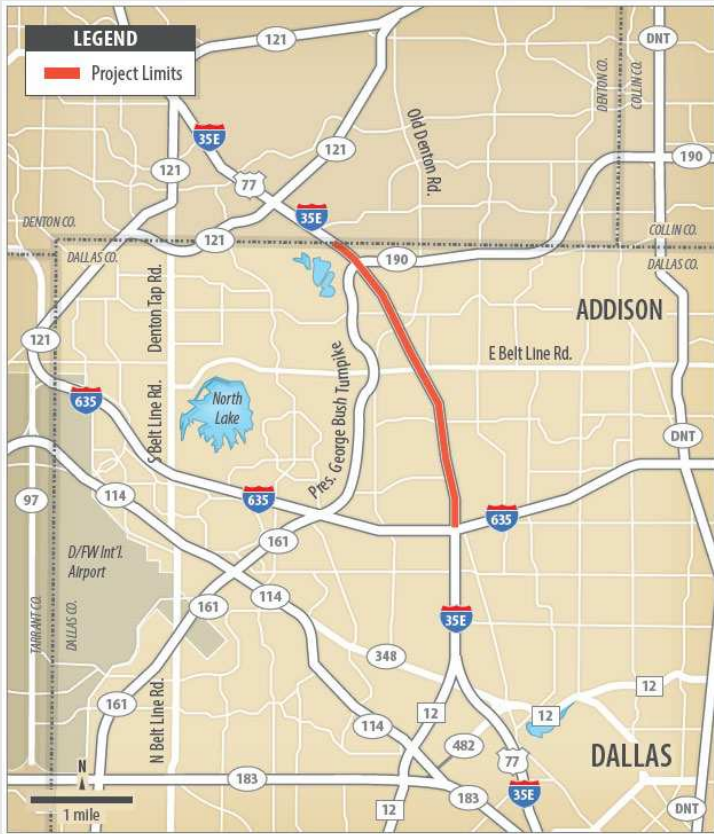 LEGEND
Project Limits
121
DNT
DENTON CO.
COLLIN CO.
35E
121
Old Denton Rd.
121
77
190
35E
DENTON CO.
121
COLLIN CO.
DALLAS CO.
190
DALLAS CO.
Denton Tap Rd.
ADDISON
121
E Belt Line Rd.
635
S Belt Line Rd.
North
Lake
Pres. George Bush Turnpike
DNT
97
114
635
635
161
D/FW Int'l.
Airport
114
161
TARRANT CO.
DALLAS CO.
35E
348
12
161
N Belt Line Rd.
12
12
114
482
77
DALLAS
N
183
183
35E
1 mile
12
DNT